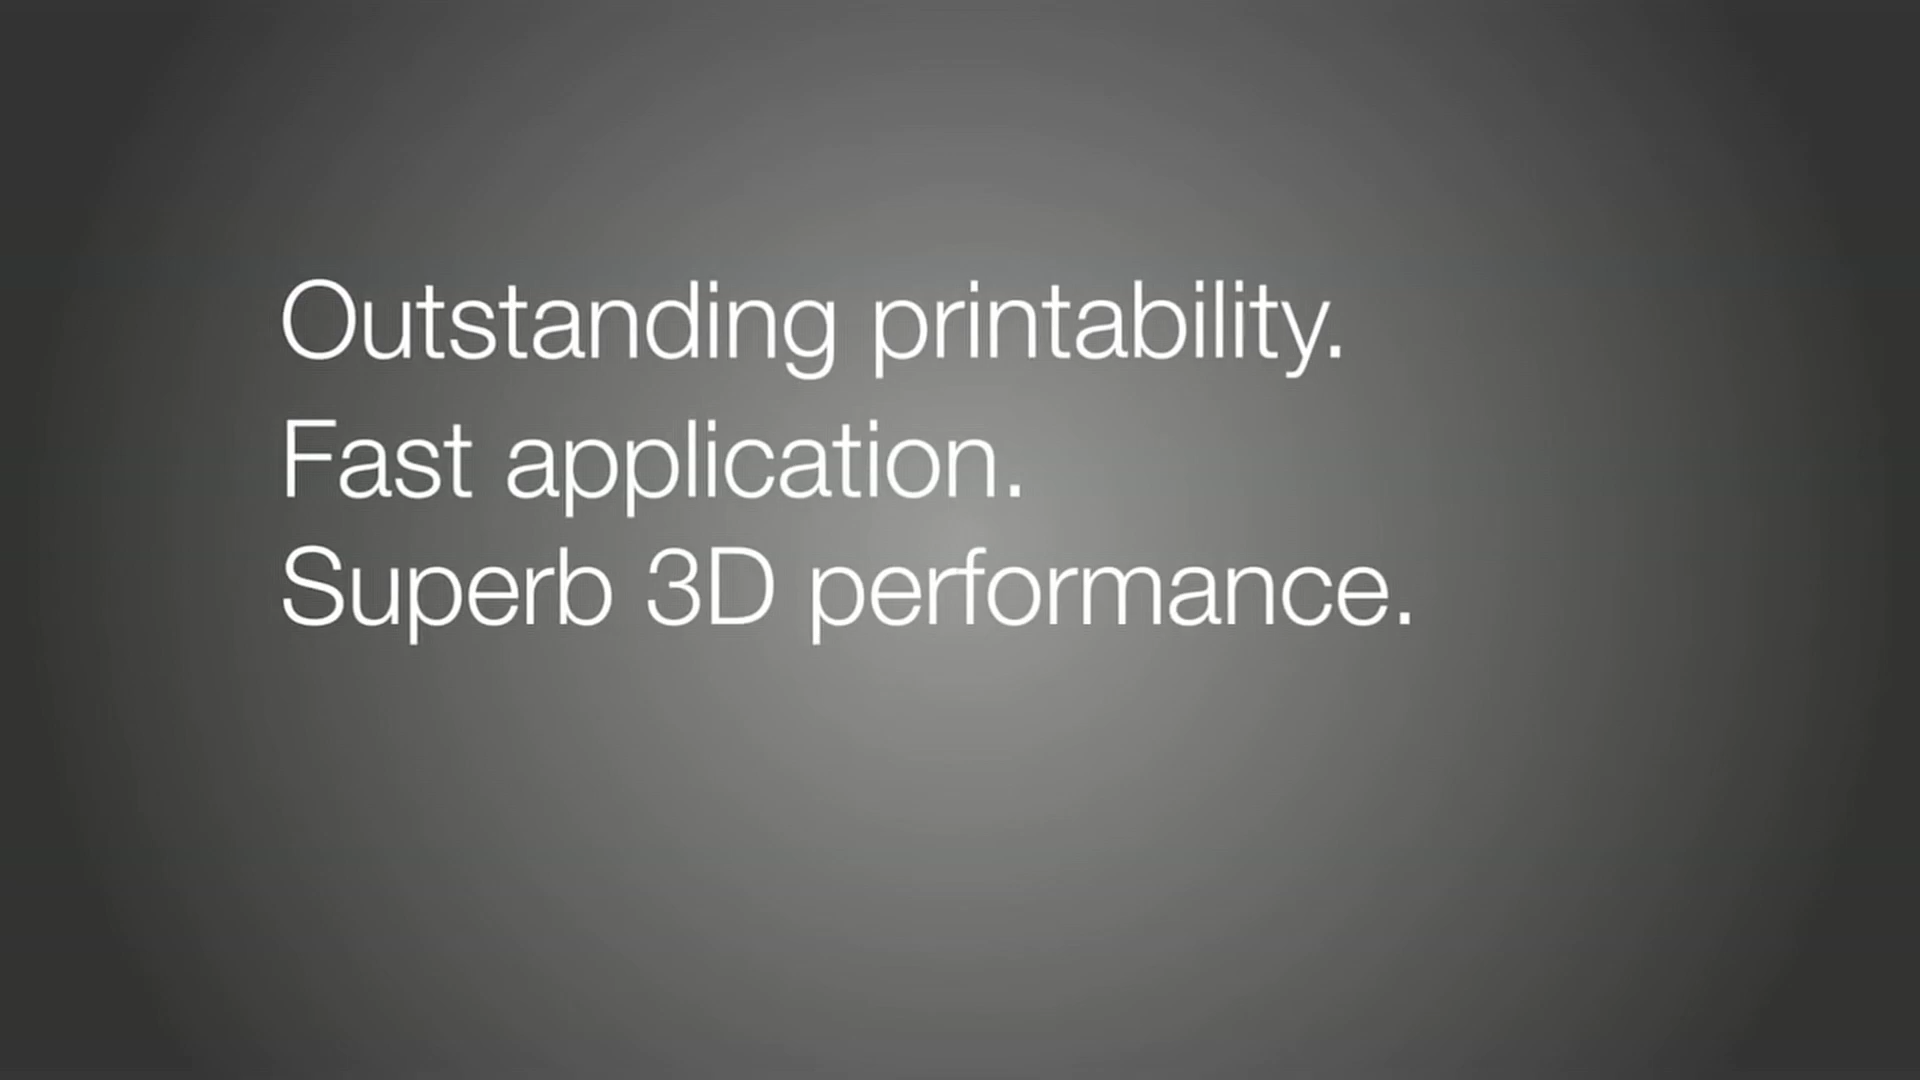 Outstanding printability.
Fast application.
Superb 3D performance.